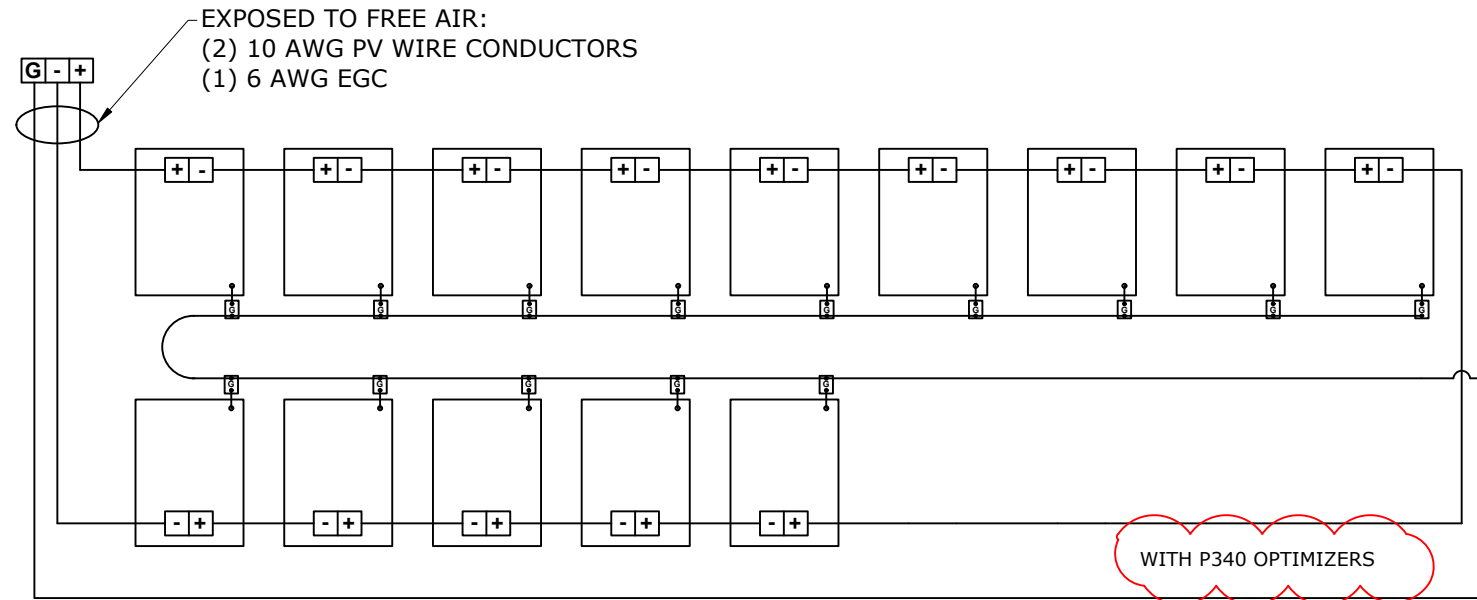 EXPOSED TO FREE AIR:
(2) 10 AWG PV WIRE CONDUCTORS
(1) 6 AWG EGC
G - +
+ - + - + - + - + - + - + - + - + -
G G G G G G G G G
G G G G G
- + - + - + - + - +
WITH P340 OPTIMIZERS